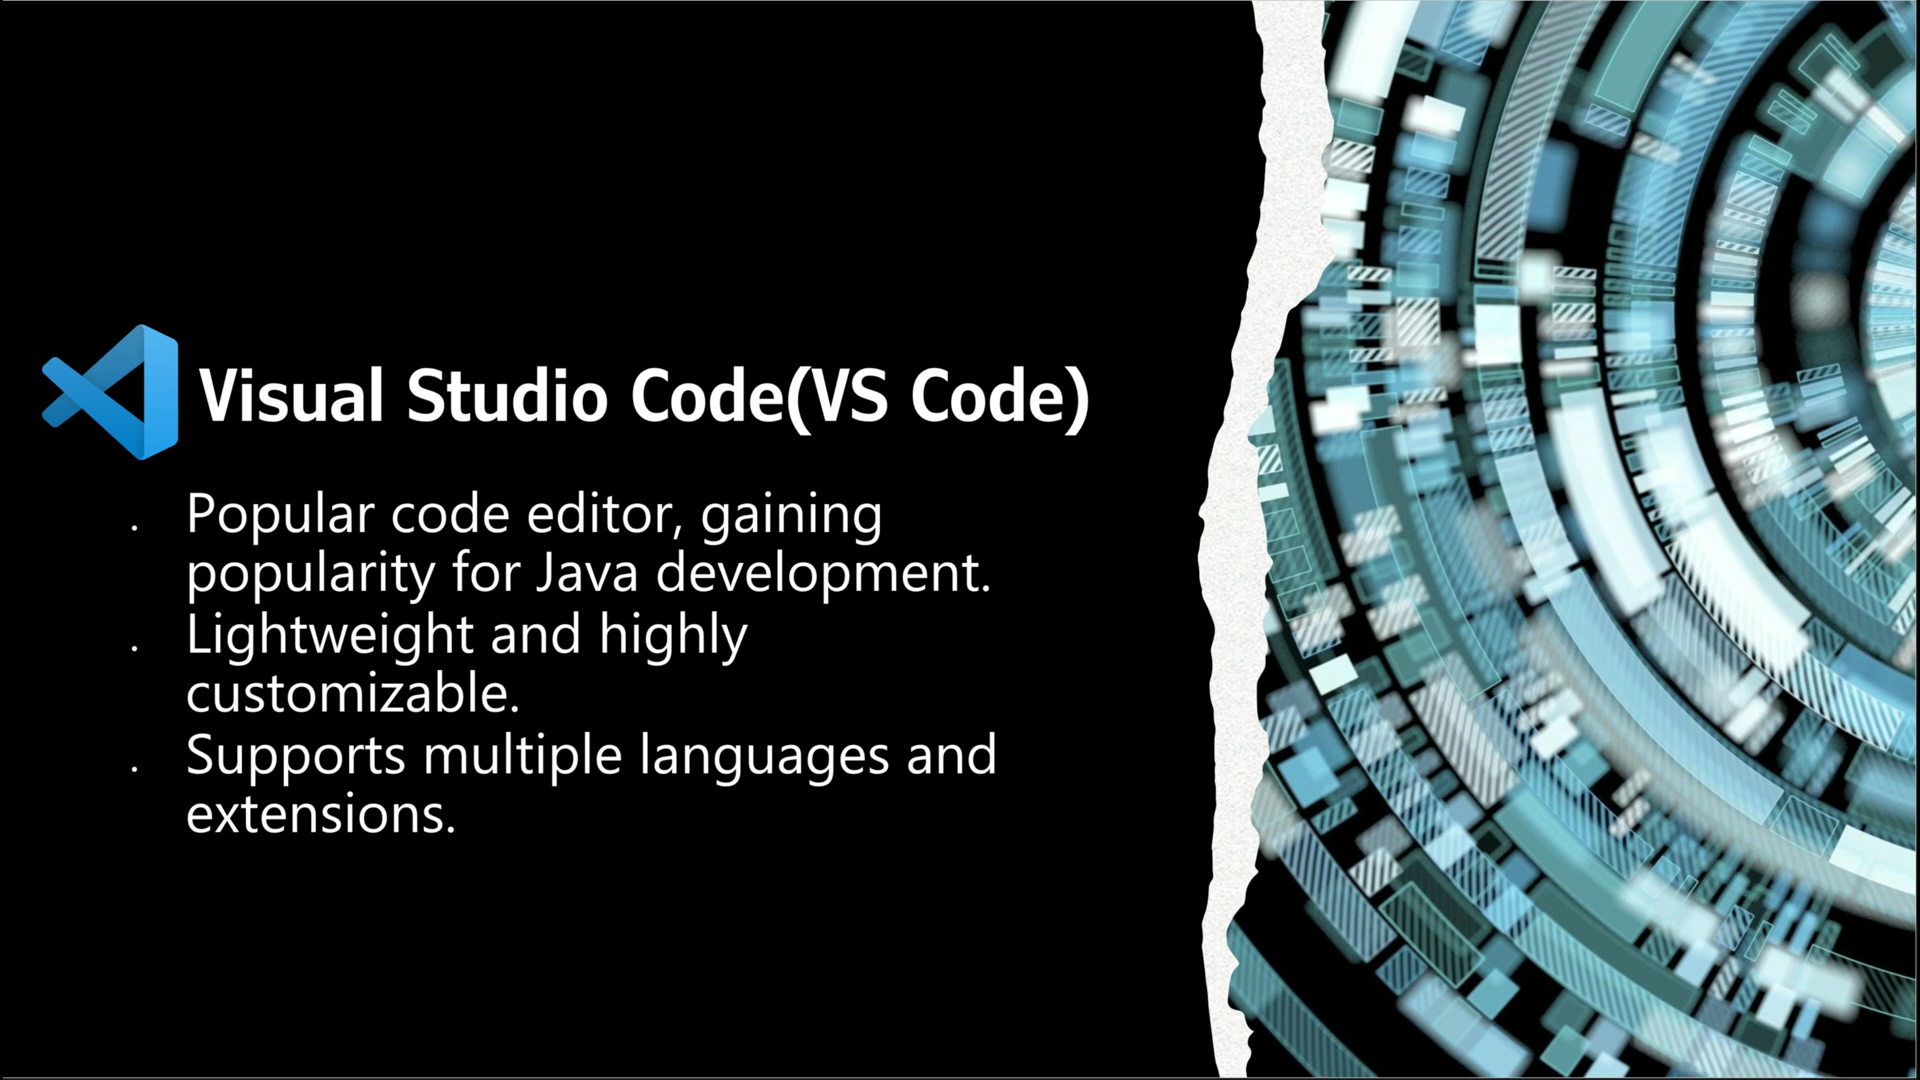 Visual Studio Code(VS Code)
. Popular code editor, gaining
popularity for Java development.
. Lightweight and highly
customizable.
. Supports multiple languages and
extensions.